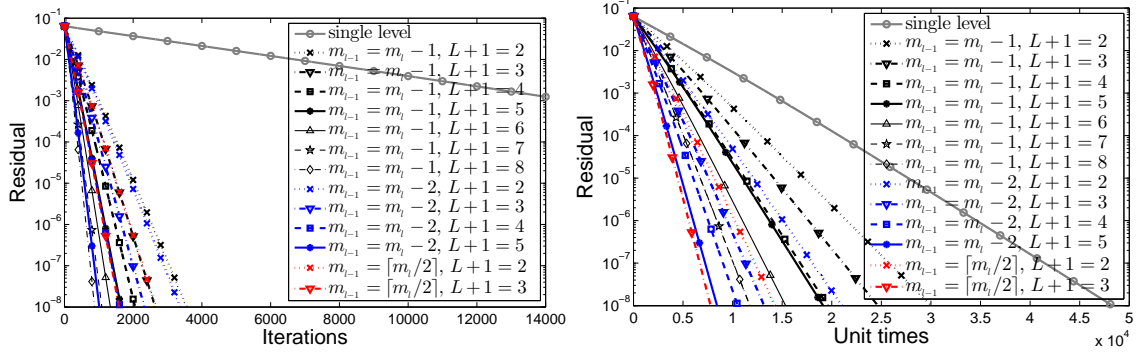 10⁻¹
10⁻²
10⁻³
10⁻⁴
10⁻⁵
10⁻⁶
10⁻⁷
10⁻⁸
Residual
0 2000 4000 6000 8000 10000 12000 14000
Iterations
single level
m_{l−1} = m_l − 1, L+1 = 2
m_{l−1} = m_l − 1, L+1 = 3
m_{l−1} = m_l − 1, L+1 = 4
m_{l−1} = m_l − 1, L+1 = 5
m_{l−1} = m_l − 1, L+1 = 6
m_{l−1} = m_l − 1, L+1 = 7
m_{l−1} = m_l − 1, L+1 = 8
m_{l−1} = m_l − 2, L+1 = 2
m_{l−1} = m_l − 2, L+1 = 3
m_{l−1} = m_l − 2, L+1 = 4
m_{l−1} = m_l − 2, L+1 = 5
m_{l−1} = ⌈m_l/2⌉, L+1 = 2
m_{l−1} = ⌈m_l/2⌉, L+1 = 3
10⁻¹
10⁻²
10⁻³
10⁻⁴
10⁻⁵
10⁻⁶
10⁻⁷
10⁻⁸
Residual
0 0.5 1 1.5 2 2.5 3 3.5 4 4.5 5
x 10⁴
Unit times
single level
m_{l−1} = m_l − 1, L+1 = 2
m_{l−1} = m_l − 1, L+1 = 3
m_{l−1} = m_l − 1, L+1 = 4
m_{l−1} = m_l − 1, L+1 = 5
m_{l−1} = m_l − 1, L+1 = 6
m_{l−1} = m_l − 1, L+1 = 7
m_{l−1} = m_l − 1, L+1 = 8
m_{l−1} = m_l − 2, L+1 = 2
m_{l−1} = m_l − 2, L+1 = 3
m_{l−1} = m_l − 2, L+1 = 4
m_{l−1} = m_l − 2, L+1 = 5
m_{l−1} = ⌈m_l/2⌉, L+1 = 2
m_{l−1} = ⌈m_l/2⌉, L+1 = 3